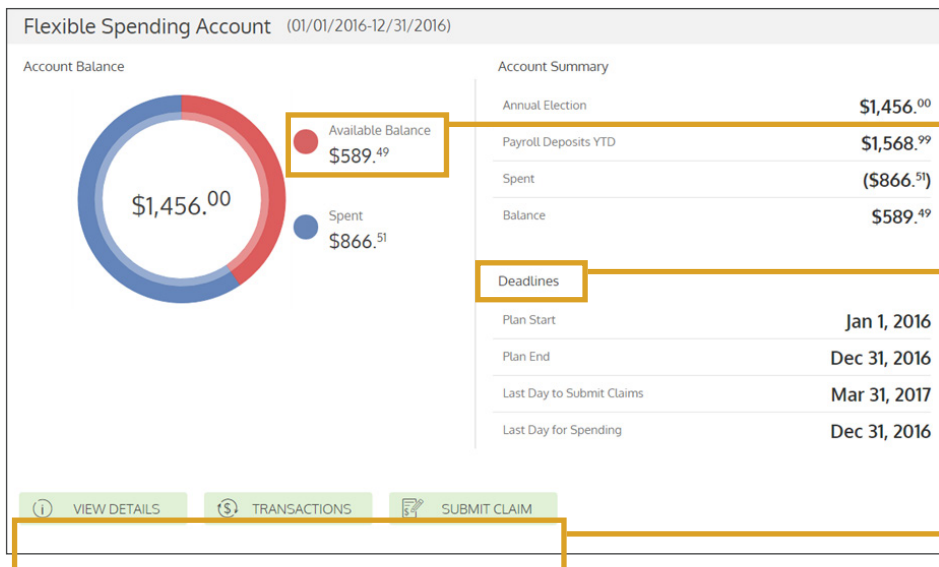 Flexible Spending Account (01/01/2016-12/31/2016)
Account Balance
$1,456.00
Available Balance
$589.49
Spent
$866.51
Account Summary
Annual Election $1,456.00
Payroll Deposits YTD $1,568.99
Spent ($866.51)
Balance $589.49
Deadlines
Plan Start Jan 1, 2016
Plan End Dec 31, 2016
Last Day to Submit Claims Mar 31, 2017
Last Day for Spending Dec 31, 2016
VIEW DETAILS TRANSACTIONS SUBMIT CLAIM